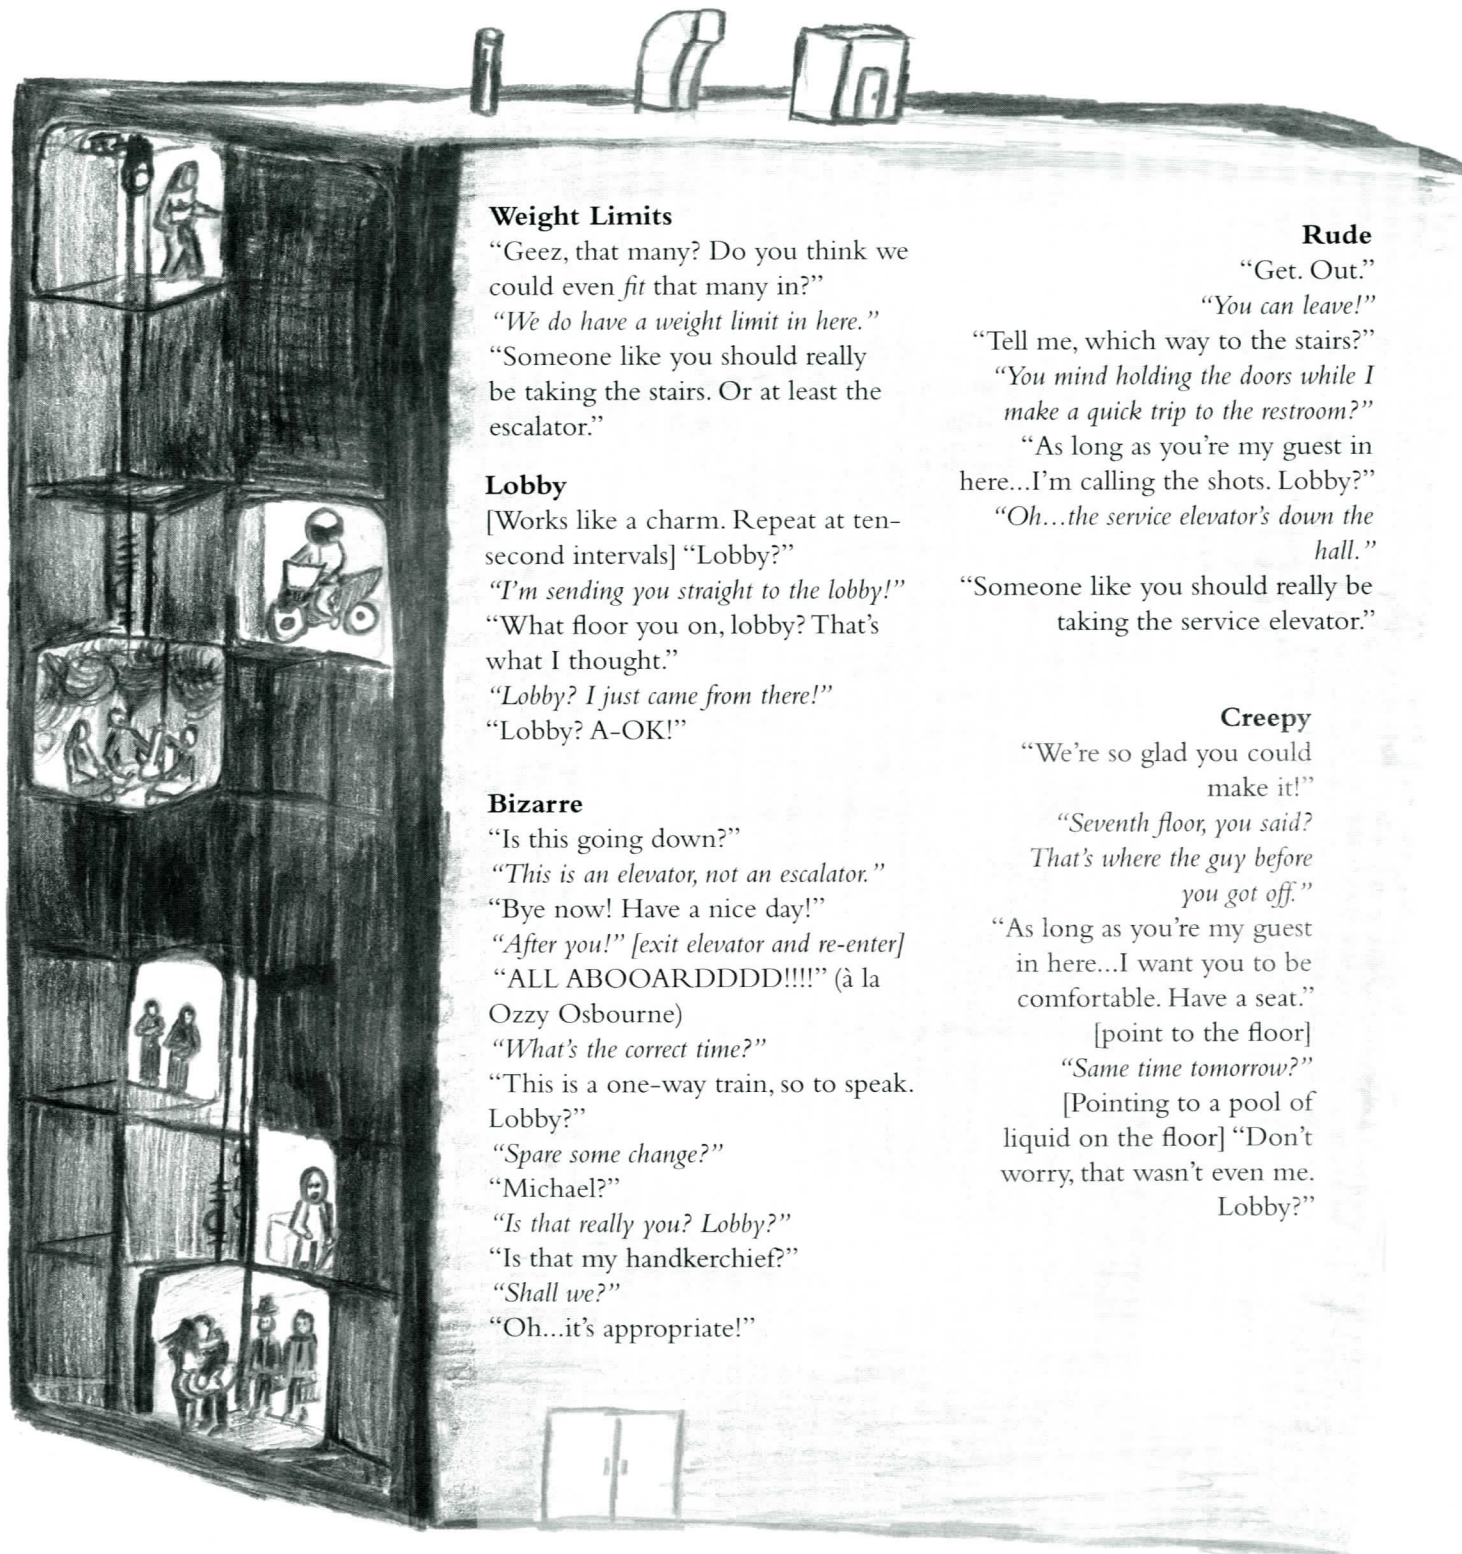 Weight Limits
“Geez, that many? Do you think we
could even fit that many in?”
“We do have a weight limit in here.”
“Someone like you should really
be taking the stairs. Or at least the
escalator.”
Lobby
[Works like a charm. Repeat at ten-
second intervals] “Lobby?”
“I’m sending you straight to the lobby!”
“What floor you on, lobby? That’s
what I thought.”
“Lobby? I just came from there!”
“Lobby? A-OK!”
Bizarre
“Is this going down?”
“This is an elevator, not an escalator.”
“Bye now! Have a nice day!”
“After you!” [exit elevator and re-enter]
“ALL ABOOARDDDD!!!!” (à la
Ozzy Osbourne)
“What’s the correct time?”
“This is a one-way train, so to speak.
Lobby?”
“Spare some change?”
“Michael?”
“Is that really you? Lobby?”
“Is that my handkerchief?”
“Shall we?”
“Oh...it’s appropriate!”
Rude
“Get. Out.”
“You can leave!”
“Tell me, which way to the stairs?”
“You mind holding the doors while I
make a quick trip to the restroom?”
“As long as you’re my guest in
here...I’m calling the shots. Lobby?”
“Oh...the service elevator’s down the
hall.”
“Someone like you should really be
taking the service elevator.”
Creepy
“We’re so glad you could
make it!”
“Seventh floor, you said?
That’s where the guy before
you got off.”
“As long as you’re my guest
in here...I want you to be
comfortable. Have a seat.”
[point to the floor]
“Same time tomorrow?”
[Pointing to a pool of
liquid on the floor] “Don’t
worry, that wasn’t even me.
Lobby?”